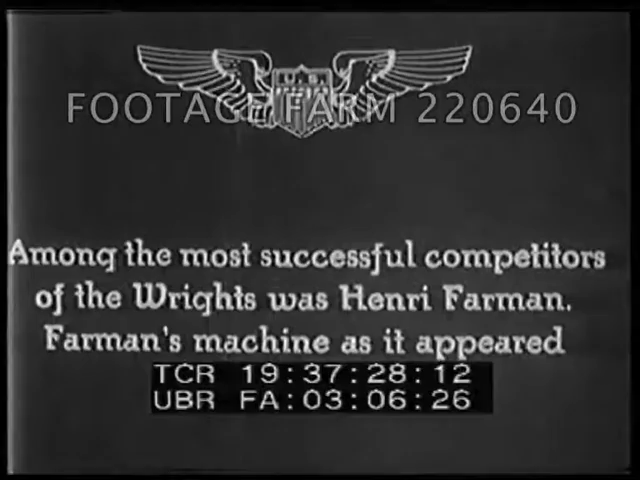 U.S.
FOOTAGE FARM 220640
Among the most successful competitors
of the Wrights was Henri Farman.
Farman's machine as it appeared
TCR 19:37:28:12
UBR FA:03:06:26